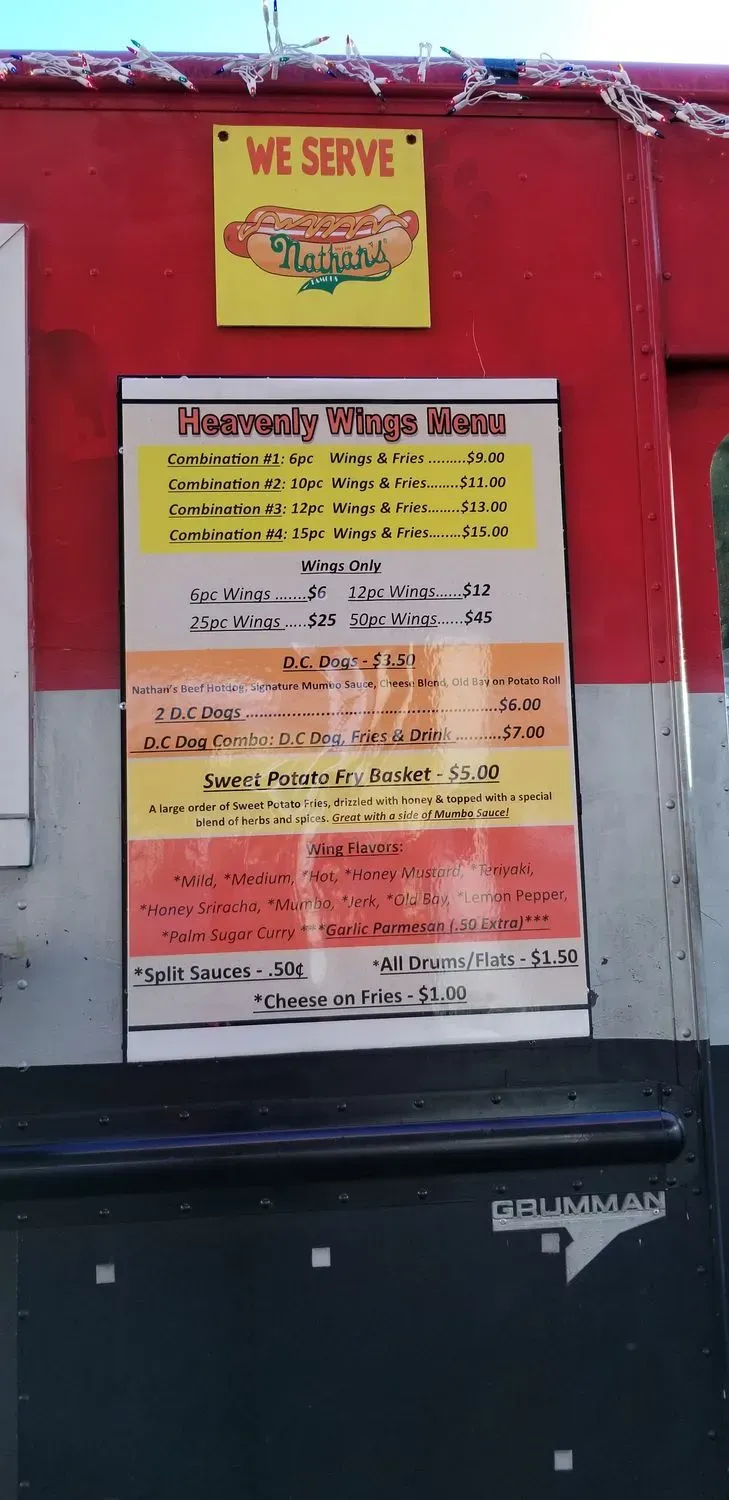 WE SERVE
Nathan's
FAMOUS
Heavenly Wings Menu
Combination #1: 6pc Wings & Fries .........$9.00
Combination #2: 10pc Wings & Fries........$11.00
Combination #3: 12pc Wings & Fries........$13.00
Combination #4: 15pc Wings & Fries........$15.00
Wings Only
6pc Wings .......$6 12pc Wings......$12
25pc Wings .....$25 50pc Wings......$45
D.C. Dogs - $3.50
Nathan's Beef Hotdog, Signature Mumbo Sauce, Cheese Blend, Old Bay on Potato Roll
2 D.C Dogs ......................................................$6.00
D.C Dog Combo: D.C Dog, Fries & Drink ..........$7.00
Sweet Potato Fry Basket - $5.00
A large order of Sweet Potato Fries, drizzled with honey & topped with a special
blend of herbs and spices. Great with a side of Mumbo Sauce!
Wing Flavors:
*Mild, *Medium, *Hot, *Honey Mustard, *Teriyaki,
*Honey Sriracha, *Mumbo, *Jerk, *Old Bay, *Lemon Pepper,
*Palm Sugar Curry ***Garlic Parmesan (.50 Extra)***
*Split Sauces - .50¢ *All Drums/Flats - $1.50
*Cheese on Fries - $1.00
GRUMMAN